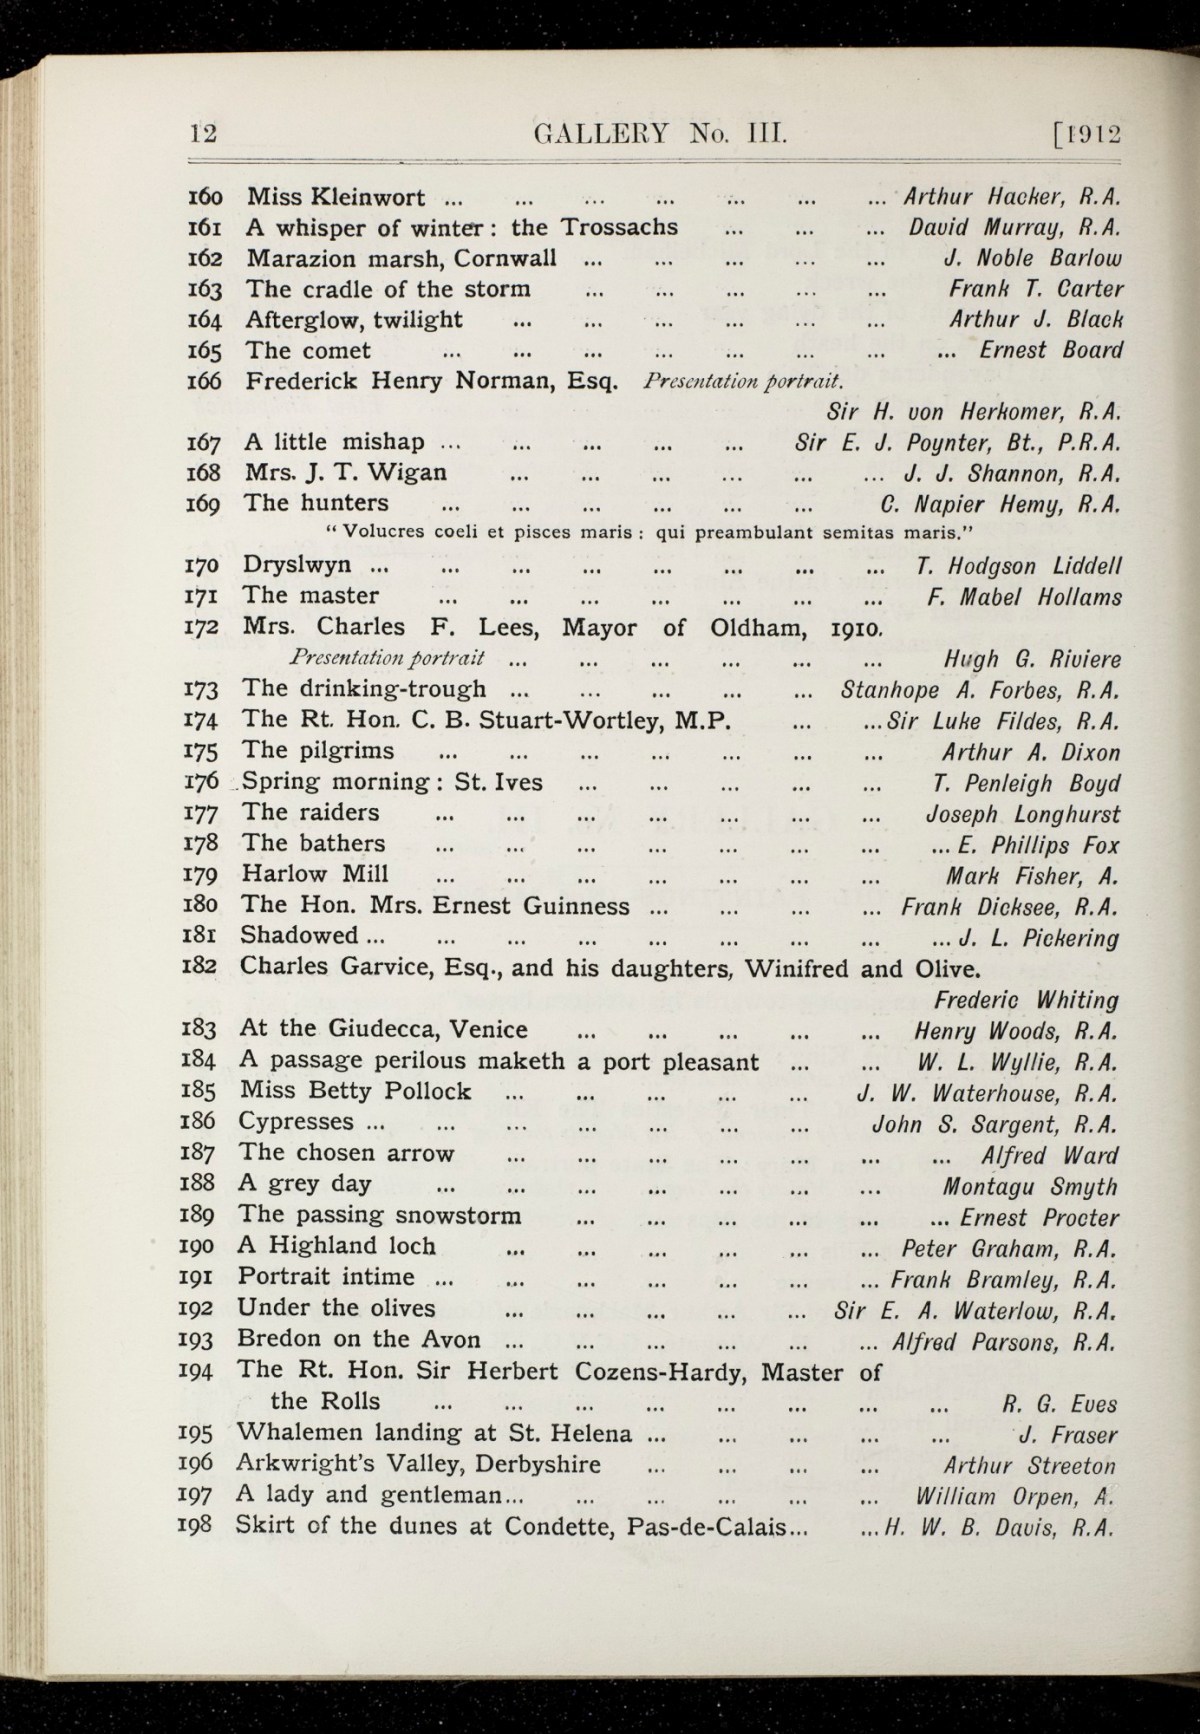 12 GALLERY No. III. [1912
160 Miss Kleinwort ... ... ... ... ... ... ... Arthur Hacker, R.A.
161 A whisper of winter: the Trossachs ... ... ... David Murray, R.A.
162 Marazion marsh, Cornwall ... ... ... ... ... J. Noble Barlow
163 The cradle of the storm ... ... ... ... ... Frank T. Carter
164 Afterglow, twilight ... ... ... ... ... ... Arthur J. Black
165 The comet ... ... ... ... ... ... ... ... Ernest Board
166 Frederick Henry Norman, Esq. Presentation portrait.
Sir H. von Herkomer, R.A.
167 A little mishap ... ... ... ... ... Sir E. J. Poynter, Bt., P.R.A.
168 Mrs. J. T. Wigan ... ... ... ... ... ... J. J. Shannon, R.A.
169 The hunters ... ... ... ... ... ... C. Napier Hemy, R.A.
"Volucres coeli et pisces maris: qui preambulant semitas maris."
170 Dryslwyn ... ... ... ... ... ... ... ... T. Hodgson Liddell
171 The master ... ... ... ... ... ... ... F. Mabel Hollams
172 Mrs. Charles F. Lees, Mayor of Oldham, 1910.
Presentation portrait ... ... ... ... ... ... Hugh G. Riviere
173 The drinking-trough ... ... ... ... ... Stanhope A. Forbes, R.A.
174 The Rt. Hon. C. B. Stuart-Wortley, M.P. ... ... Sir Luke Fildes, R.A.
175 The pilgrims ... ... ... ... ... ... ... Arthur A. Dixon
176 Spring morning: St. Ives ... ... ... ... ... T. Penleigh Boyd
177 The raiders ... ... ... ... ... ... ... Joseph Longhurst
178 The bathers ... ... ... ... ... ... ... ... E. Phillips Fox
179 Harlow Mill ... ... ... ... ... ... ... Mark Fisher, A.
180 The Hon. Mrs. Ernest Guinness ... ... ... ... Frank Dicksee, R.A.
181 Shadowed ... ... ... ... ... ... ... ... ... J. L. Pickering
182 Charles Garvice, Esq., and his daughters, Winifred and Olive.
Frederic Whiting
183 At the Giudecca, Venice ... ... ... ... ... Henry Woods, R.A.
184 A passage perilous maketh a port pleasant ... ... W. L. Wyllie, R.A.
185 Miss Betty Pollock ... ... ... ... ... J. W. Waterhouse, R.A.
186 Cypresses ... ... ... ... ... ... ... John S. Sargent, R.A.
187 The chosen arrow ... ... ... ... ... ... ... Alfred Ward
188 A grey day ... ... ... ... ... ... ... Montagu Smyth
189 The passing snowstorm ... ... ... ... ... ... Ernest Procter
190 A Highland loch ... ... ... ... ... ... Peter Graham, R.A.
191 Portrait intime ... ... ... ... ... ... ... Frank Bramley, R.A.
192 Under the olives ... ... ... ... ... Sir E. A. Waterlow, R.A.
193 Bredon on the Avon ... ... ... ... ... ... Alfred Parsons, R.A.
194 The Rt. Hon. Sir Herbert Cozens-Hardy, Master of
the Rolls ... ... ... ... ... ... ... ... R. G. Eves
195 Whalemen landing at St. Helena ... ... ... ... ... J. Fraser
196 Arkwright's Valley, Derbyshire ... ... ... ... Arthur Streeton
197 A lady and gentleman... ... ... ... ... ... William Orpen, A.
198 Skirt of the dunes at Condette, Pas-de-Calais... ... H. W. B. Davis, R.A.